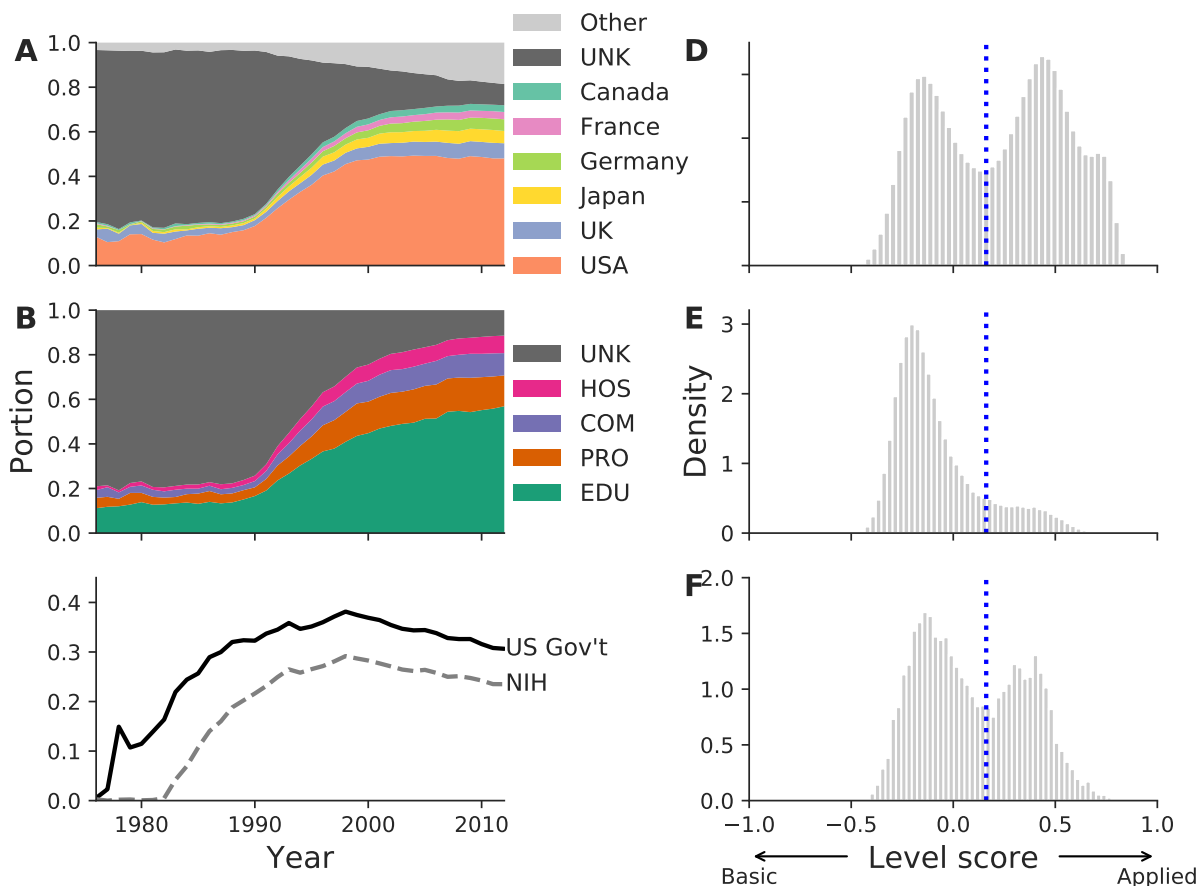 A
1.0
0.8
0.6
0.4
0.2
0.0
Other
UNK
Canada
France
Germany
Japan
UK
USA
B
1.0
0.8
0.6
0.4
0.2
0.0
Portion
UNK
HOS
COM
PRO
EDU
0.4
0.3
0.2
0.1
0.0
US Gov't
NIH
1980 1990 2000 2010
Year
D
E
3
2
1
0
Density
F
2.0
1.5
1.0
0.5
0.0
−1.0 −0.5 0.0 0.5 1.0
Level score
Basic Applied